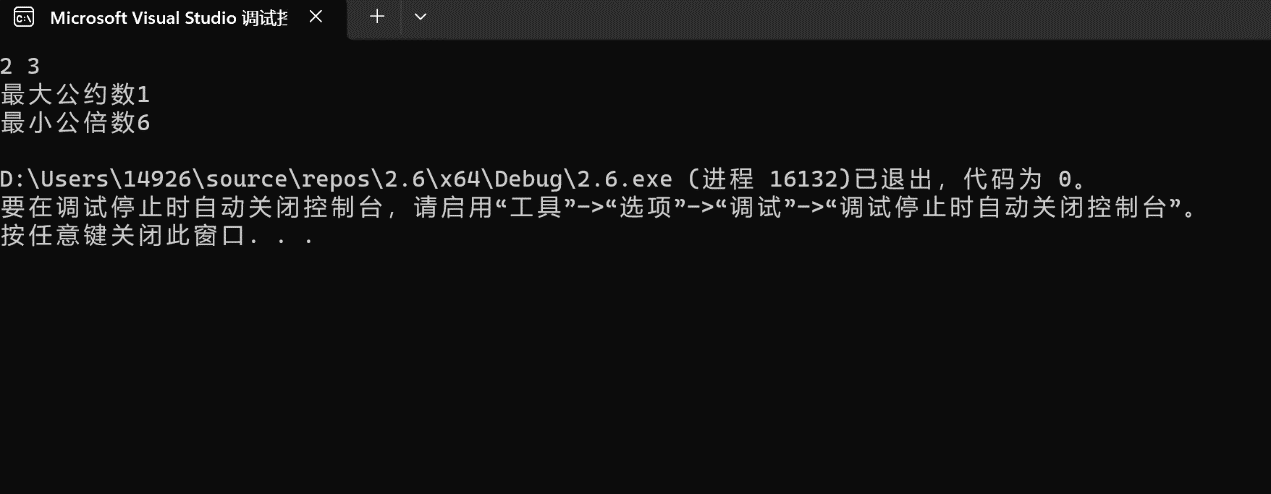 Microsoft Visual Studio 调试
2 3
最大公约数1
最小公倍数6
D:\Users\14926\source\repos\2.6\x64\Debug\2.6.exe (进程 16132)已退出，代码为 0。
要在调试停止时自动关闭控制台，请启用“工具”->“选项”->“调试”->“调试停止时自动关闭控制台”。
按任意键关闭此窗口. . .